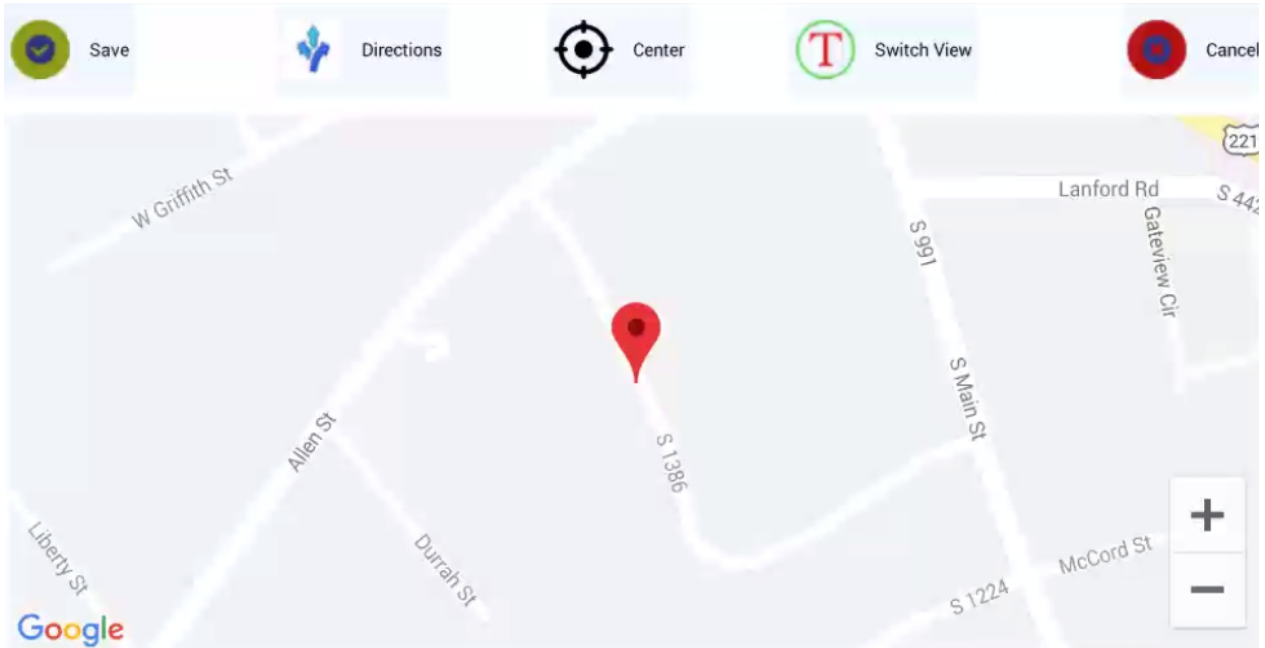 Save
Directions
Center
T
Switch View
Cancel
221
W Griffith St
Lanford Rd
S 442
S 991
Gateview Cir
S Main St
Allen St
S 1386
Liberty St
Durrah St
McCord St
S 1224
Google